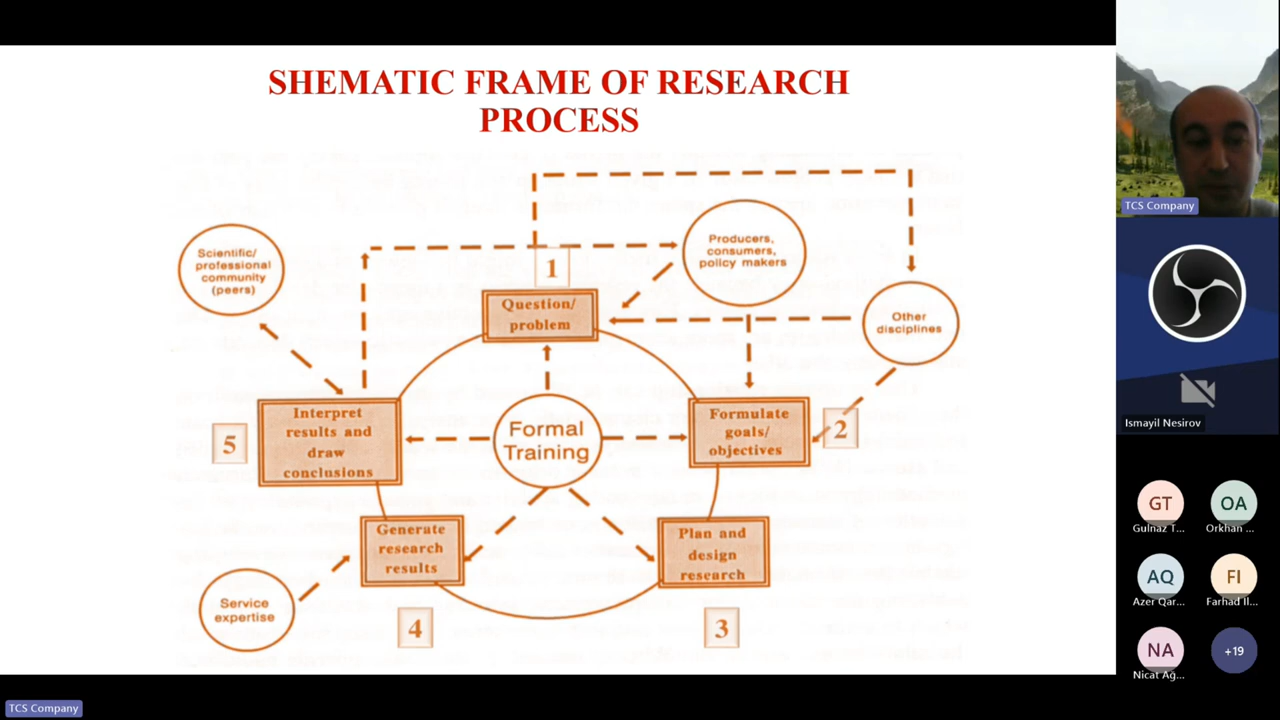 SHEMATIC FRAME OF RESEARCH
PROCESS
Scientific/
professional
community
(peers)
1
Question/
problem
Producers,
consumers,
policy makers
Other
disciplines
5
Interpret
results and
draw
conclusions
Formal
Training
Formulate
goals/
objectives
2
Generate
research
results
Plan and
design
research
Service
expertise
4
3
TCS Company
TCS Company
Ismayil Nesirov
GT
Gulnaz T...
OA
Orkhan ...
AQ
Azer Qar...
FI
Farhad Il...
NA
Nicat Ağ...
+19